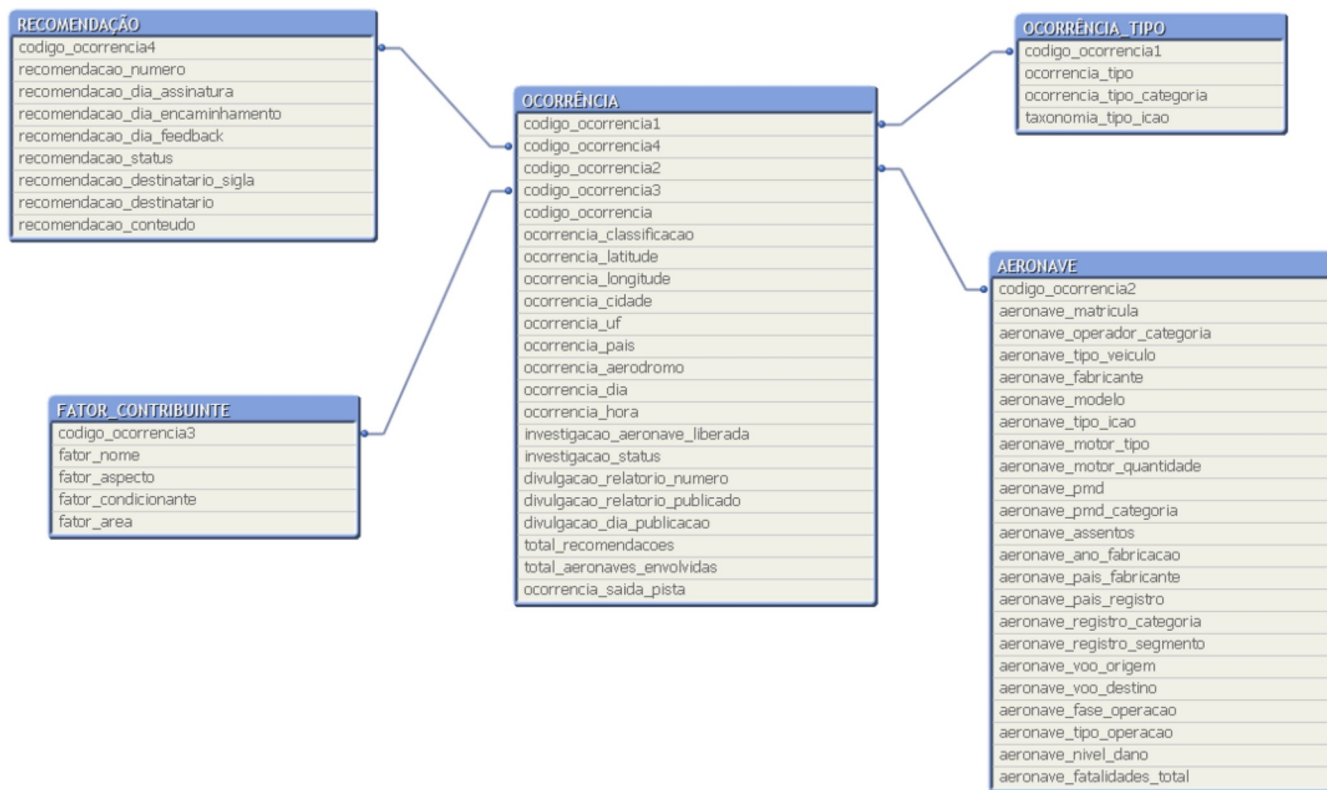 RECOMENDAÇÃO
codigo_ocorrencia4
recomendacao_numero
recomendacao_dia_assinatura
recomendacao_dia_encaminhamento
recomendacao_dia_feedback
recomendacao_status
recomendacao_destinatario_sigla
recomendacao_destinatario
recomendacao_conteudo
FATOR_CONTRIBUINTE
codigo_ocorrencia3
fator_nome
fator_aspecto
fator_condicionante
fator_area
OCORRÊNCIA
codigo_ocorrencia1
codigo_ocorrencia4
codigo_ocorrencia2
codigo_ocorrencia3
codigo_ocorrencia
ocorrencia_classificacao
ocorrencia_latitude
ocorrencia_longitude
ocorrencia_cidade
ocorrencia_uf
ocorrencia_pais
ocorrencia_aerodromo
ocorrencia_dia
ocorrencia_hora
investigacao_aeronave_liberada
investigacao_status
divulgacao_relatorio_numero
divulgacao_relatorio_publicado
divulgacao_dia_publicacao
total_recomendacoes
total_aeronaves_envolvidas
ocorrencia_saida_pista
OCORRÊNCIA_TIPO
codigo_ocorrencia1
ocorrencia_tipo
ocorrencia_tipo_categoria
taxonomia_tipo_icao
AERONAVE
codigo_ocorrencia2
aeronave_matricula
aeronave_operador_categoria
aeronave_tipo_veiculo
aeronave_fabricante
aeronave_modelo
aeronave_tipo_icao
aeronave_motor_tipo
aeronave_motor_quantidade
aeronave_pmd
aeronave_pmd_categoria
aeronave_assentos
aeronave_ano_fabricacao
aeronave_pais_fabricante
aeronave_pais_registro
aeronave_registro_categoria
aeronave_registro_segmento
aeronave_voo_origem
aeronave_voo_destino
aeronave_fase_operacao
aeronave_tipo_operacao
aeronave_nivel_dano
aeronave_fatalidades_total